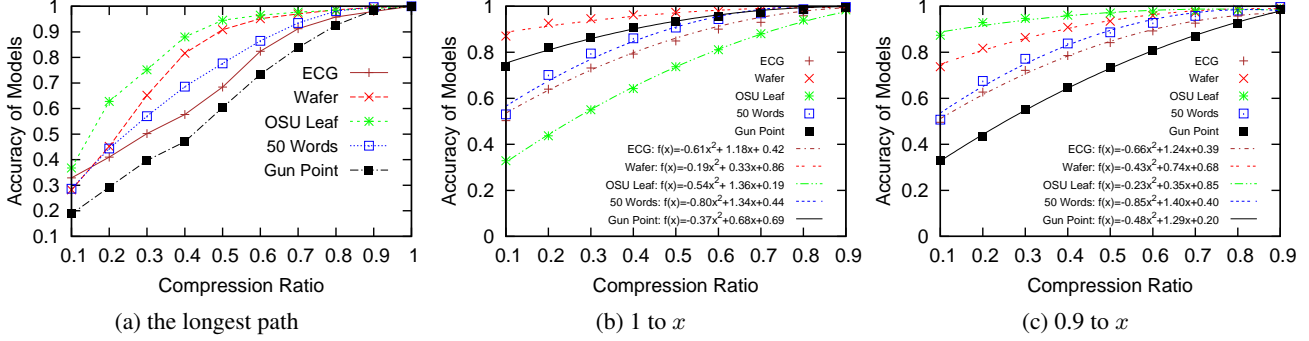 Accuracy of Models
1
0.9
0.8
0.7
0.6
0.5
0.4
0.3
0.2
0.1
0.1 0.2 0.3 0.4 0.5 0.6 0.7 0.8 0.9 1
Compression Ratio
ECG
Wafer
OSU Leaf
50 Words
Gun Point
(a) the longest path
Accuracy of Models
1
0.8
0.6
0.4
0.2
0
0.1 0.2 0.3 0.4 0.5 0.6 0.7 0.8 0.9
Compression Ratio
ECG
Wafer
OSU Leaf
50 Words
Gun Point
ECG: f(x)=-0.61x²+ 1.18x+ 0.42
Wafer: f(x)=-0.19x²+ 0.33x+0.86
OSU Leaf: f(x)=-0.54x²+ 1.36x+0.19
50 Words: f(x)=-0.80x²+1.34x+0.44
Gun Point: f(x)=-0.37x²+0.68x+0.69
(b) 1 to x
Accuracy of Models
1
0.8
0.6
0.4
0.2
0
0.1 0.2 0.3 0.4 0.5 0.6 0.7 0.8 0.9
Compression Ratio
ECG
Wafer
OSU Leaf
50 Words
Gun Point
ECG: f(x)=-0.66x²+1.24x+0.39
Wafer: f(x)=-0.43x²+0.74x+0.68
OSU Leaf: f(x)=-0.23x²+0.35x+0.85
50 Words: f(x)=-0.85x²+1.40x+0.40
Gun Point: f(x)=-0.48x²+1.29x+0.20
(c) 0.9 to x